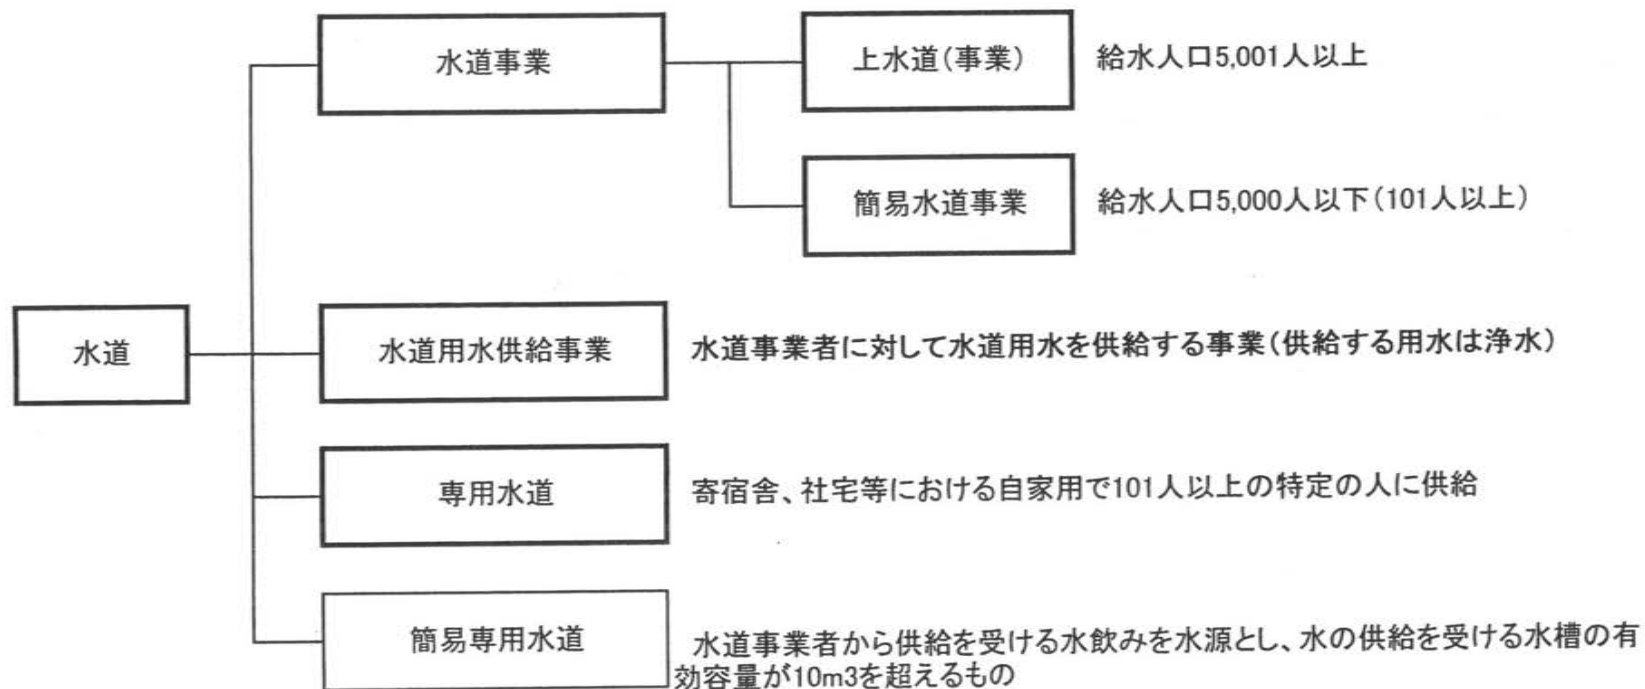 水道事業
上水道(事業)
給水人口5,001人以上
簡易水道事業
給水人口5,000人以下(101人以上)
水道
水道用水供給事業
水道事業者に対して水道用水を供給する事業(供給する用水は浄水)
専用水道
寄宿舎、社宅等における自家用で101人以上の特定の人に供給
簡易専用水道
水道事業者から供給を受ける水飲みを水源とし、水の供給を受ける水槽の有
効容量が10m3を超えるもの